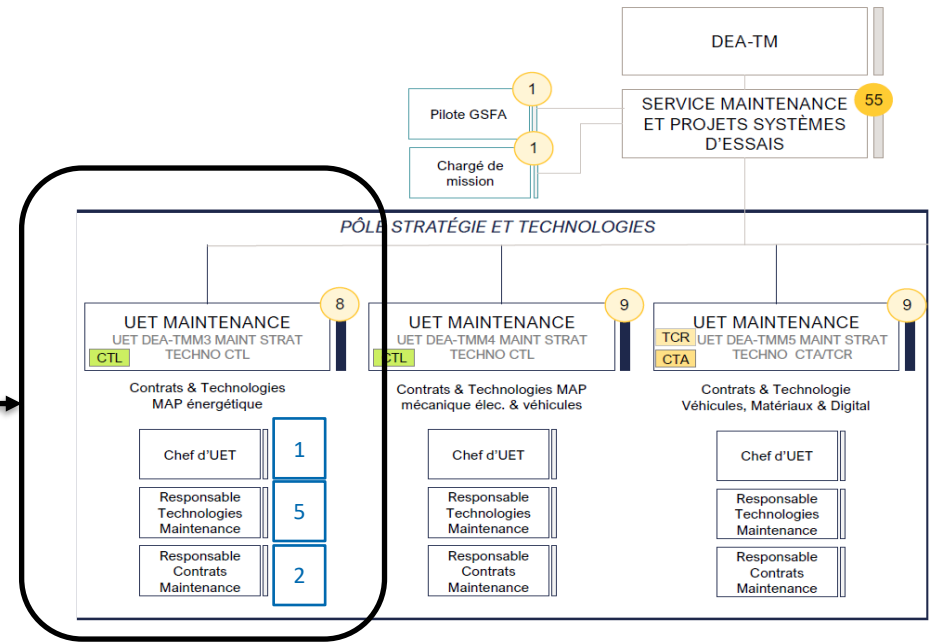 DEA-TM
SERVICE MAINTENANCE
ET PROJETS SYSTÈMES
D'ESSAIS
55
Pilote GSFA
1
Chargé de
mission
1
PÔLE STRATÉGIE ET TECHNOLOGIES
8
UET MAINTENANCE
UET DEA-TMM3 MAINT STRAT
TECHNO CTL
CTL
Contrats & Technologies
MAP énergétique
Chef d'UET
1
Responsable
Technologies
Maintenance
5
Responsable
Contrats
Maintenance
2
9
UET MAINTENANCE
UET DEA-TMM4 MAINT STRAT
TECHNO CTL
CTL
Contrats & Technologies MAP
mécanique élec. & véhicules
Chef d'UET
Responsable
Technologies
Maintenance
Responsable
Contrats
Maintenance
9
UET MAINTENANCE
TCR
UET DEA-TMM5 MAINT STRAT
TECHNO CTA/TCR
CTA
Contrats & Technologie
Véhicules, Matériaux & Digital
Chef d'UET
Responsable
Technologies
Maintenance
Responsable
Contrats
Maintenance